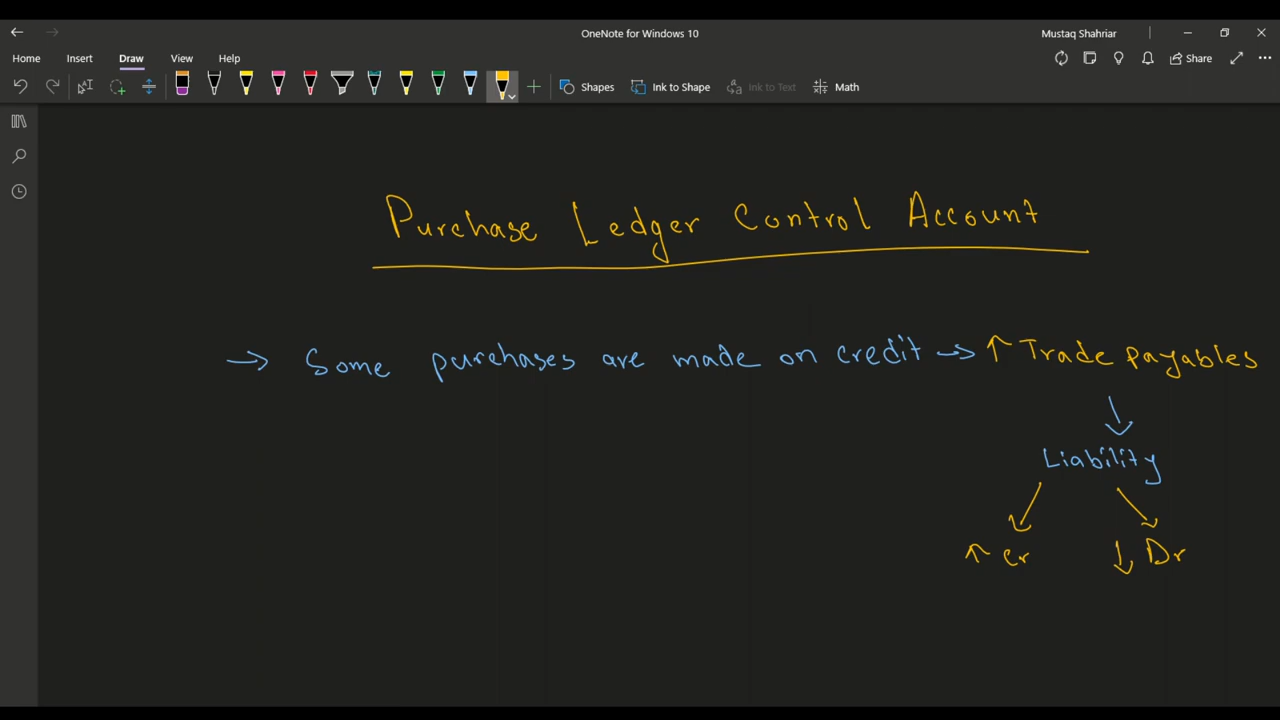 OneNote for Windows 10
Mustaq Shahriar
Home Insert Draw View Help
Share
Shapes Ink to Shape Ink to Text Math
Purchase Ledger Control Account
→ Some purchases are made on credit → ↑ Trade payables
↓
Liability
↑ Cr ↓ Dr